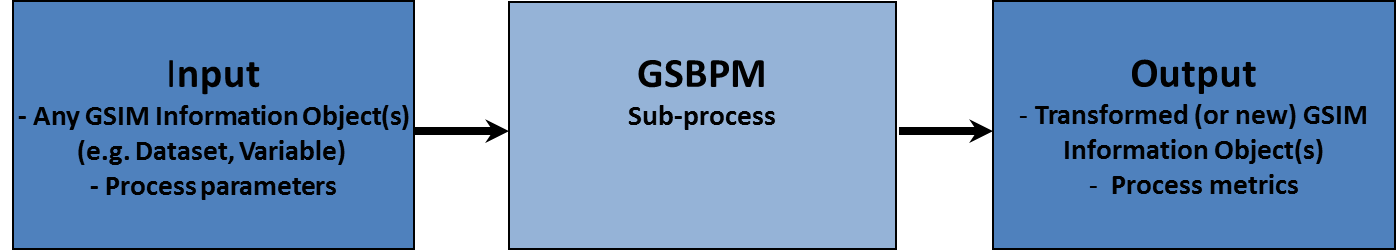 Input
- Any GSIM Information Object(s)
(e.g. Dataset, Variable)
- Process parameters
GSBPM
Sub-process
Output
- Transformed (or new) GSIM
Information Object(s)
- Process metrics